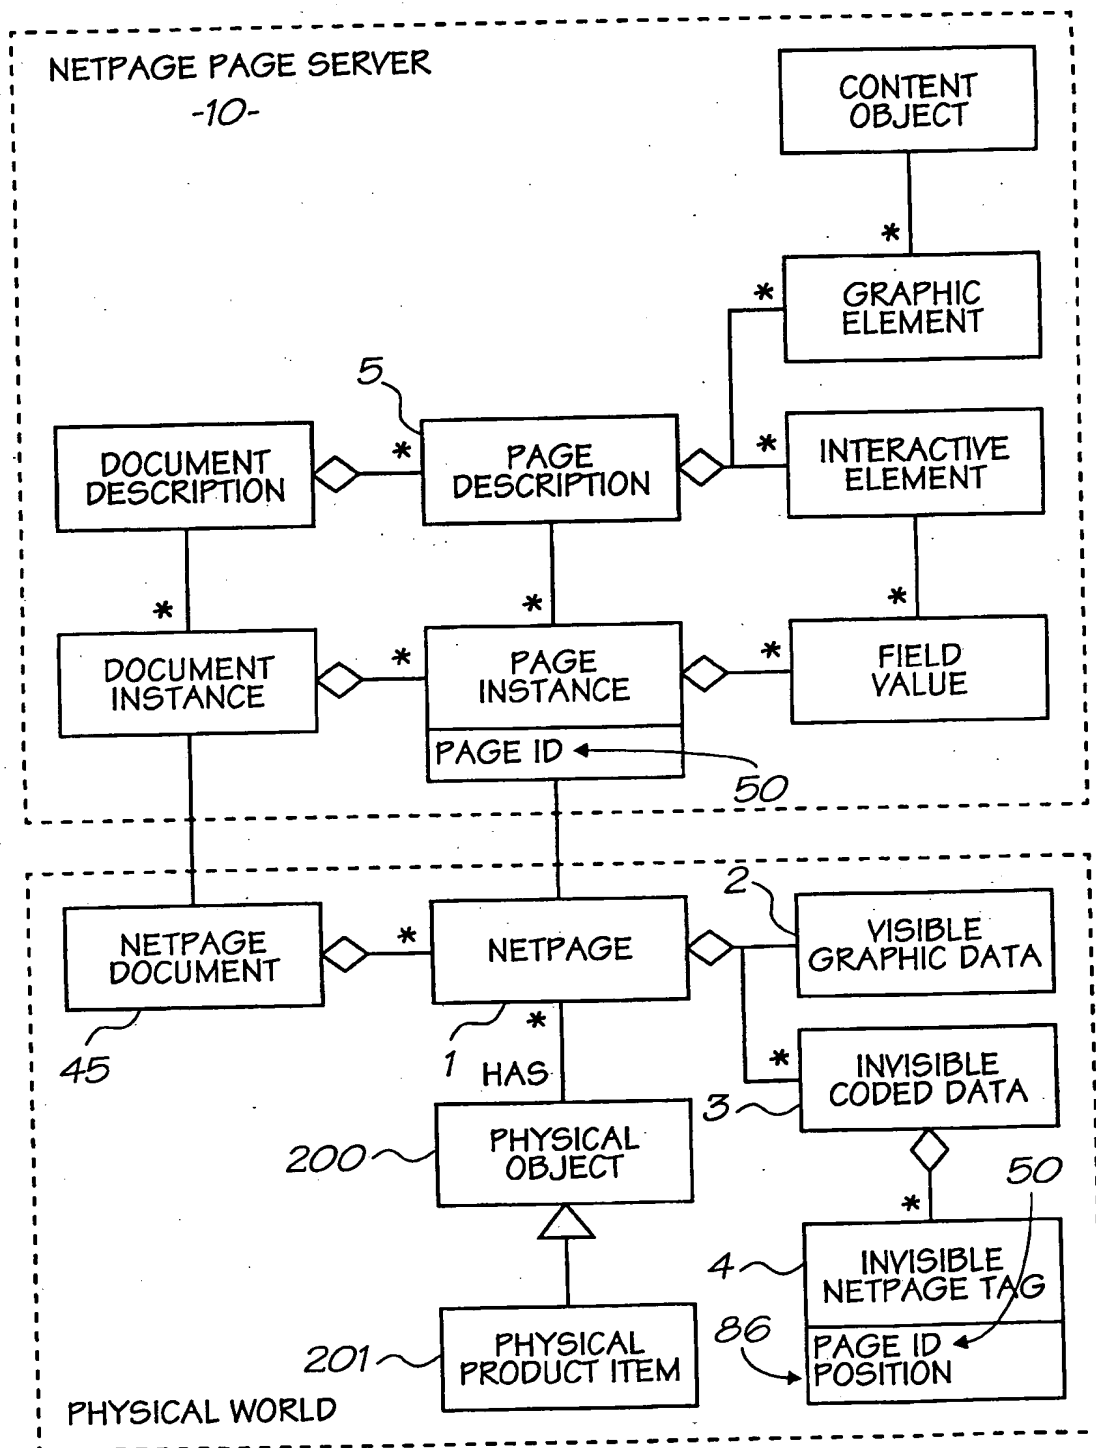 NETPAGE PAGE SERVER
-10-
CONTENT
OBJECT
*
GRAPHIC
ELEMENT
*
5
DOCUMENT
DESCRIPTION
*
PAGE
DESCRIPTION
*
INTERACTIVE
ELEMENT
*
*
*
DOCUMENT
INSTANCE
*
PAGE
INSTANCE
*
FIELD
VALUE
PAGE ID
50
2
NETPAGE
DOCUMENT
*
NETPAGE
VISIBLE
GRAPHIC DATA
45
1
*
HAS
*
INVISIBLE
CODED DATA
3
200
PHYSICAL
OBJECT
50
*
4
INVISIBLE
NETPAGE TAG
86
PAGE ID
POSITION
201
PHYSICAL
PRODUCT ITEM
PHYSICAL WORLD